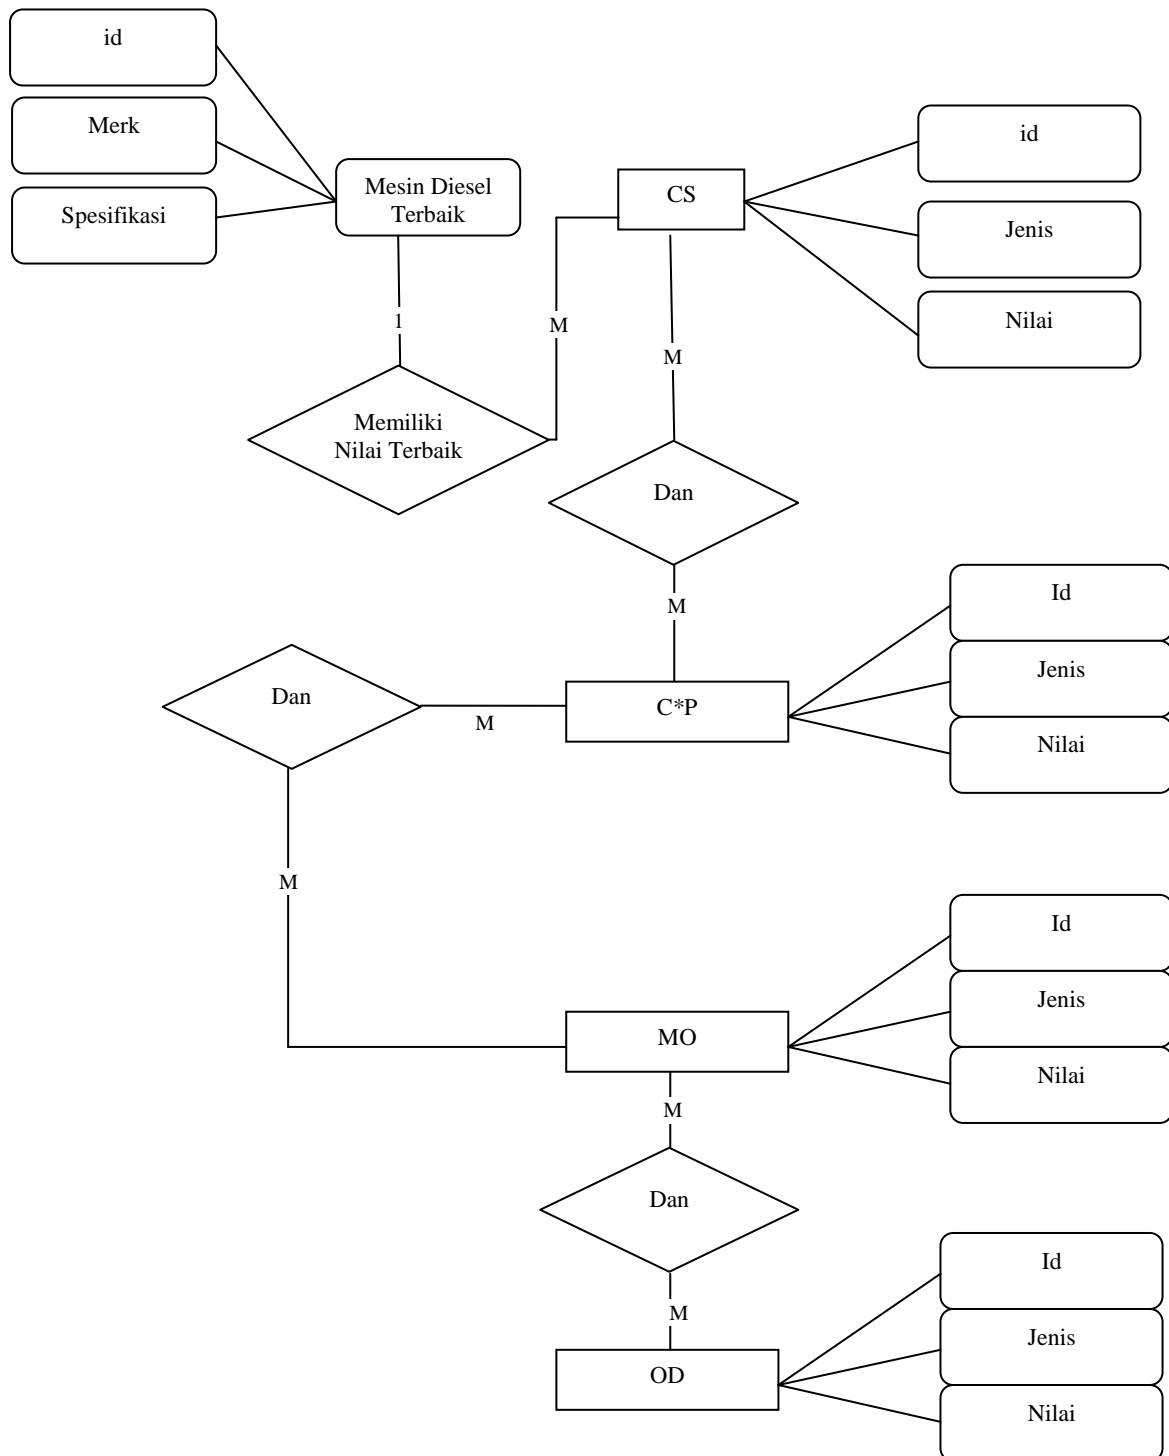 id
Merk
Spesifikasi
Mesin Diesel
Terbaik
CS
id
Jenis
Nilai
1
M
M
Memiliki
Nilai Terbaik
Dan
M
Id
Jenis
Nilai
Dan
M
C*P
M
Id
Jenis
Nilai
MO
M
Dan
M
Id
Jenis
Nilai
OD